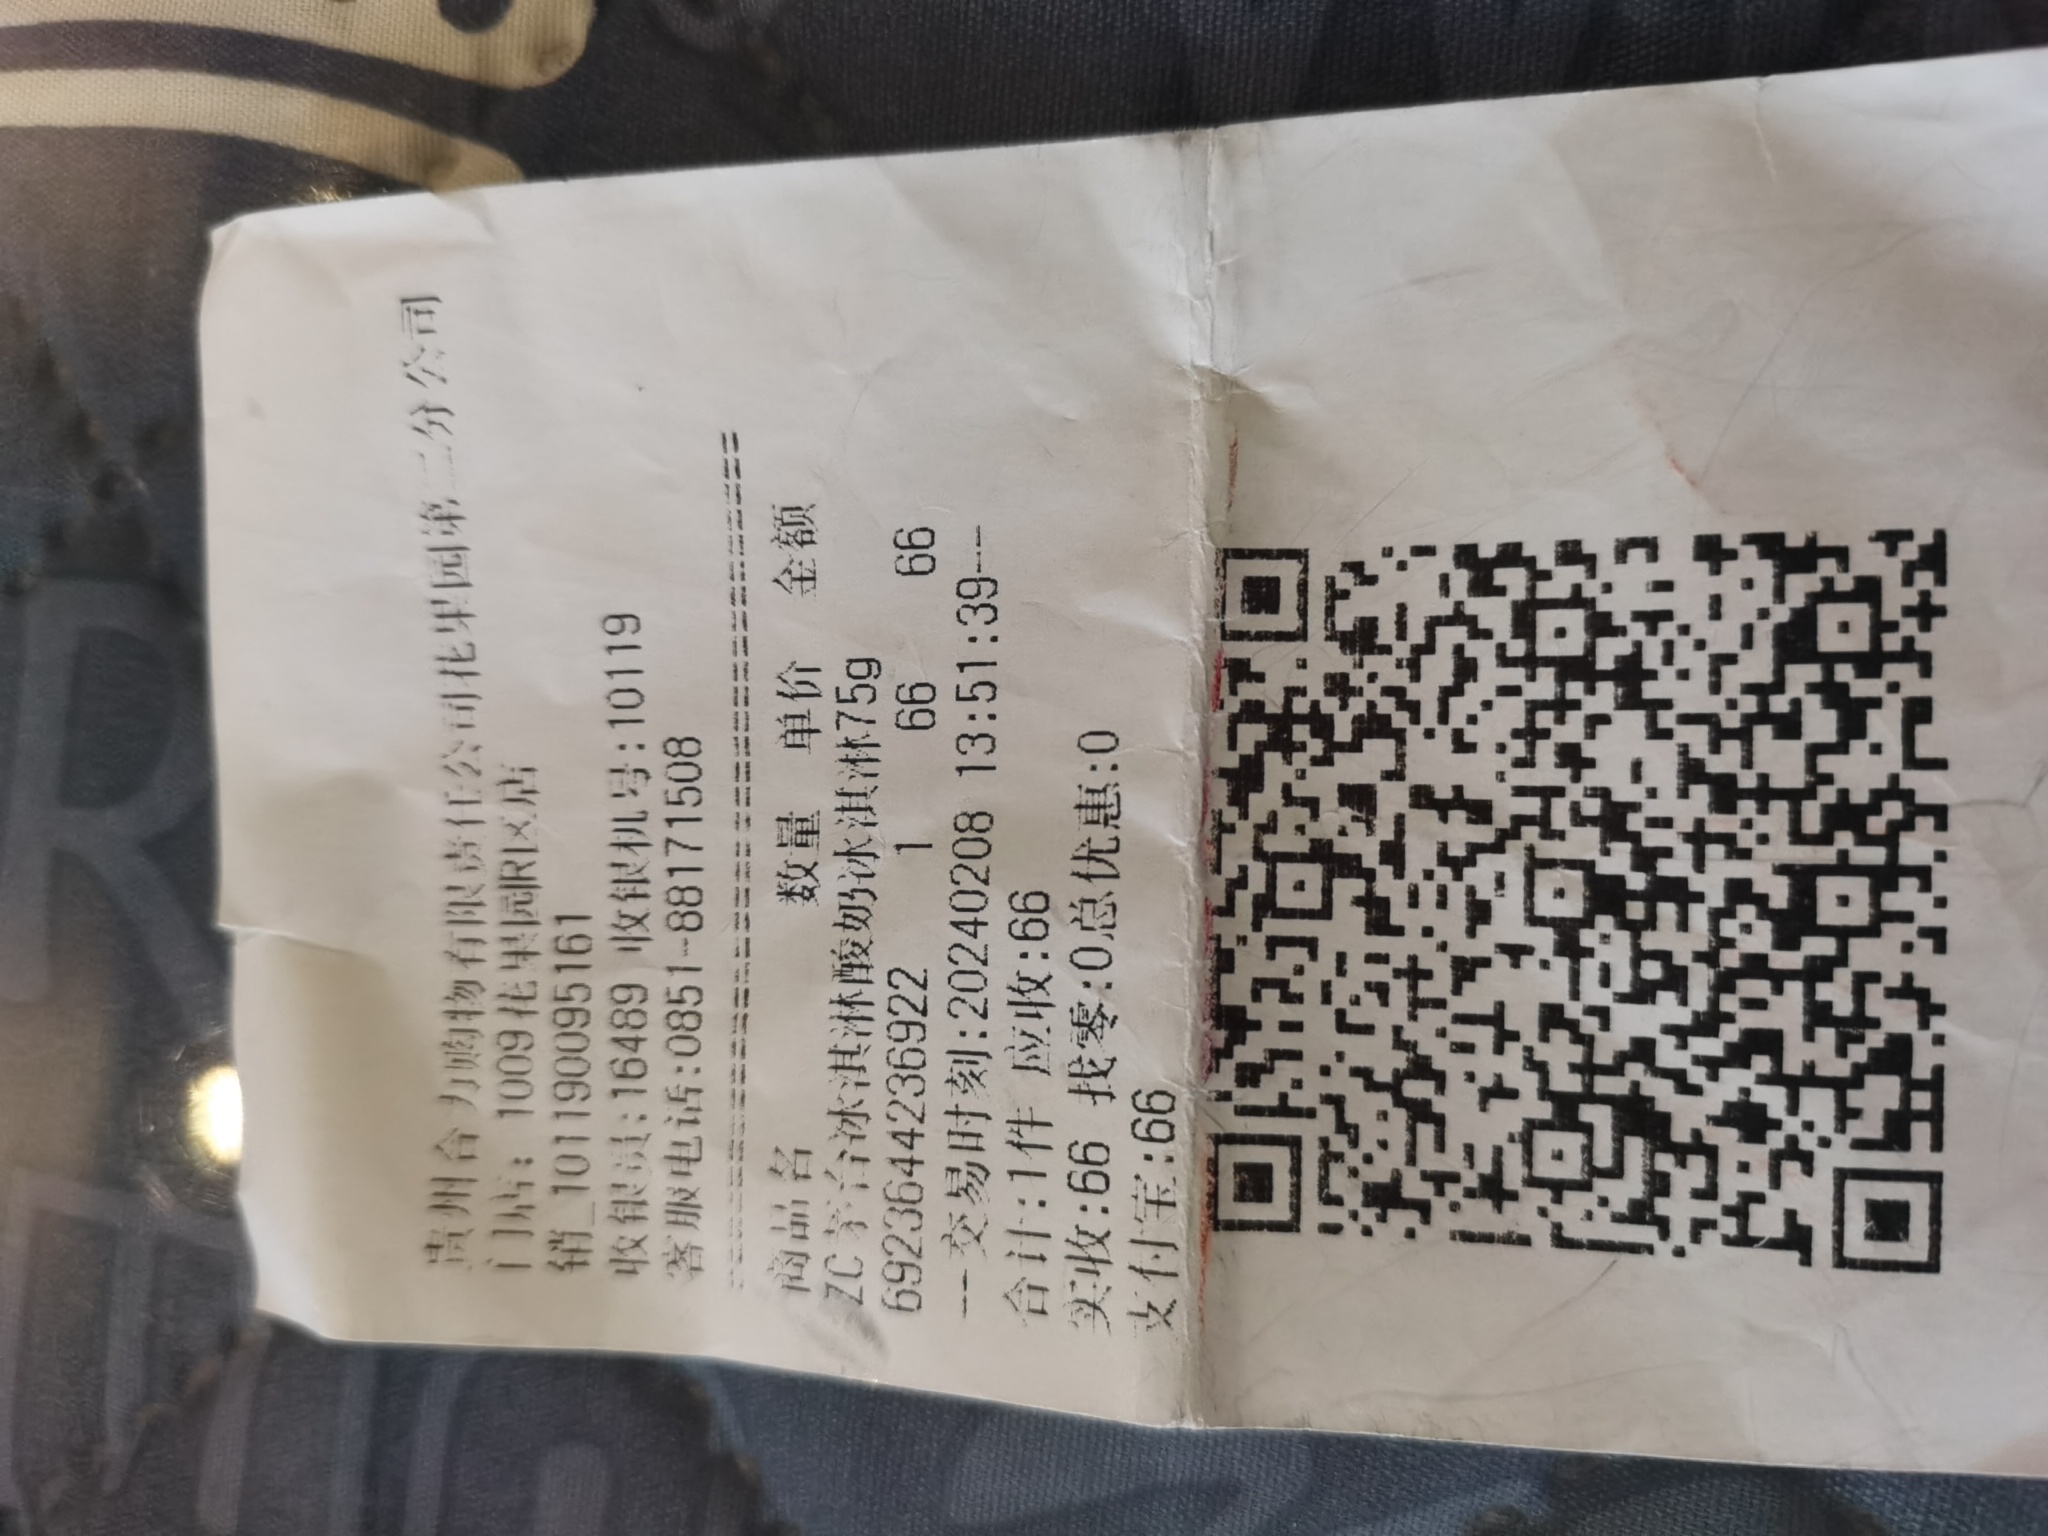 贵州合力购物有限责任公司花果园第二分公司
门店：1009花果园R区店
销_101190095161
收银员:16489 收银机号:10119
客服电话:0851-88171508
商品名 数量 单价 金额
ZC茅台冰淇淋酸奶冰淇淋75g
6923644236922 1 66 66
--交易时刻:20240208 13:51:39---
合计:1件 应收:66
实收:66 找零:0总优惠:0
支付宝:66